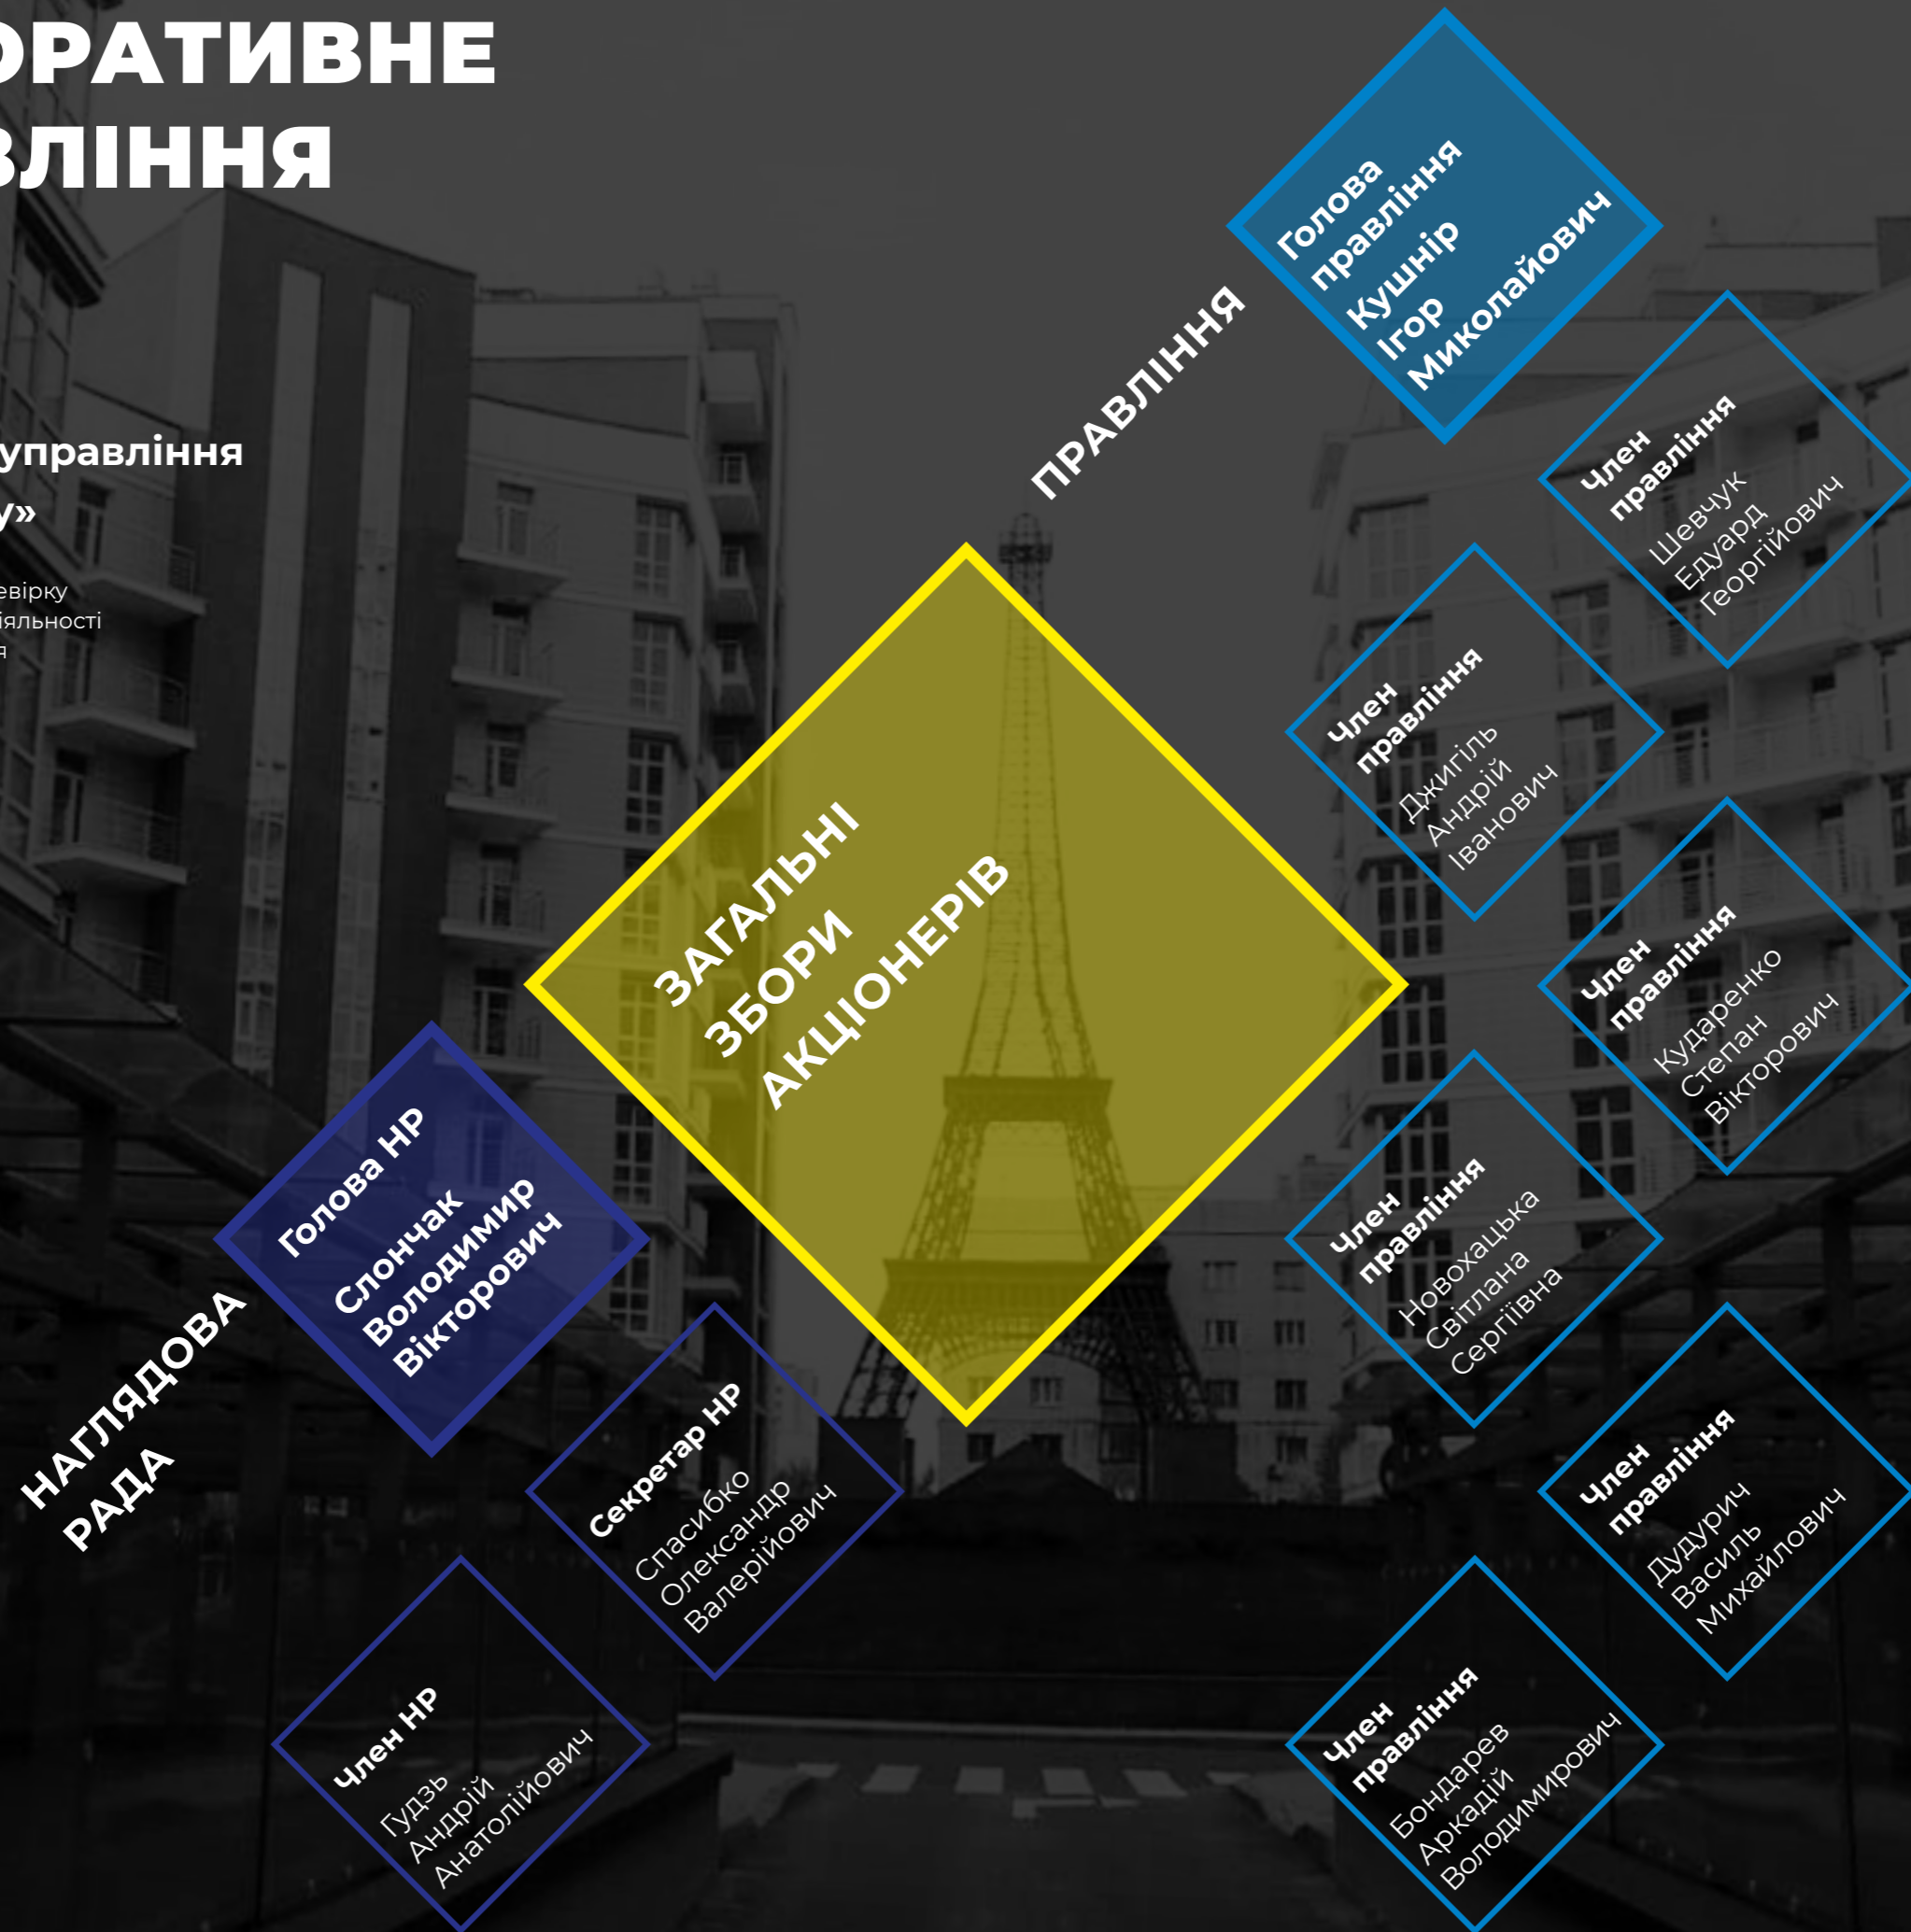 ОРАТИВНЕ
ВЛІННЯ
управління
у»
евірку
іяльності
я
ПРАВЛІННЯ
Голова
правління
Кушнір
Ігор
Миколайович
Член
правління
Шевчук
Едуард
Георгійович
Член
правління
Джигіль
Андрій
Іванович
Член
правління
Кударенко
Степан
Вікторович
Член
правління
Новохацька
Світлана
Сергіївна
Член
правління
Дудурич
Василь
Михайлович
Член
правління
Бондарев
Аркадій
Володимирович
ЗАГАЛЬНІ
ЗБОРИ
АКЦІОНЕРІВ
НАГЛЯДОВА
РАДА
Голова НР
Слончак
Володимир
Вікторович
Секретар НР
Спасибко
Олександр
Валерійович
Член НР
Гудзь
Андрій
Анатолійович